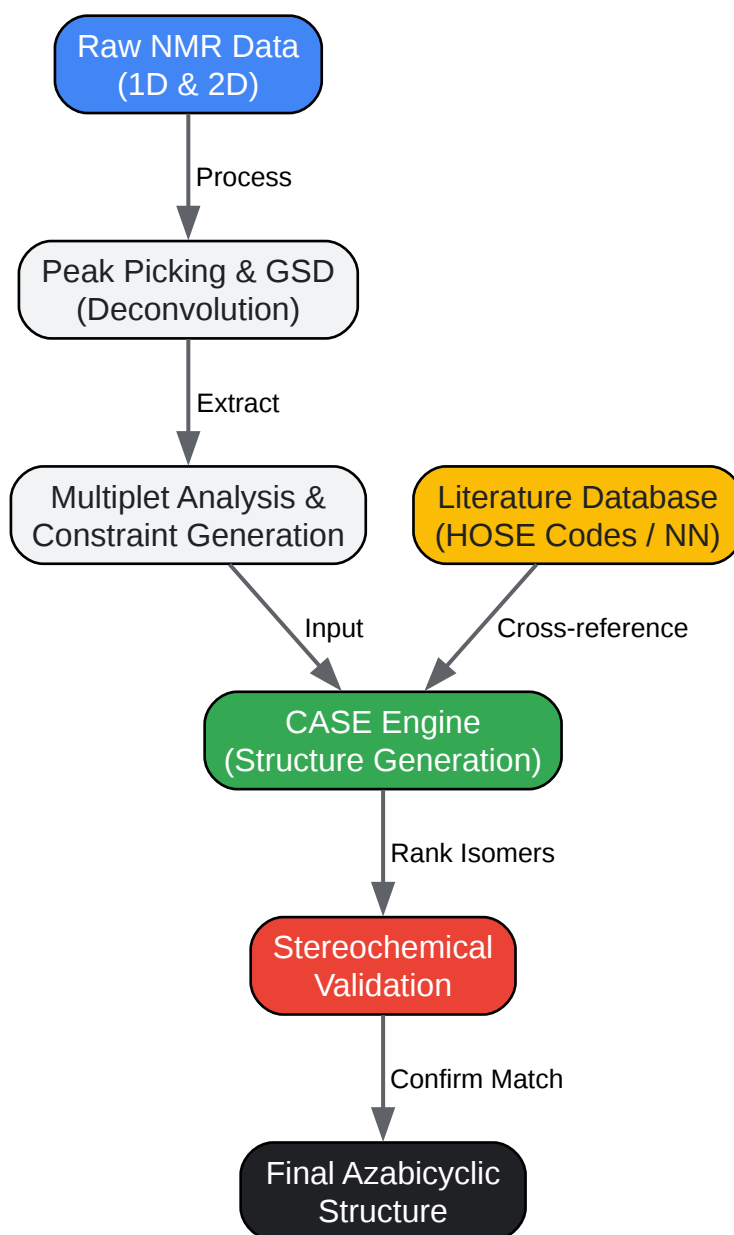 Raw NMR Data
(1D & 2D)
Process
Peak Picking & GSD
(Deconvolution)
Extract
Multiplet Analysis &
Constraint Generation
Literature Database
(HOSE Codes / NN)
Input
Cross-reference
CASE Engine
(Structure Generation)
Rank Isomers
Stereochemical
Validation
Confirm Match
Final Azabicyclic
Structure